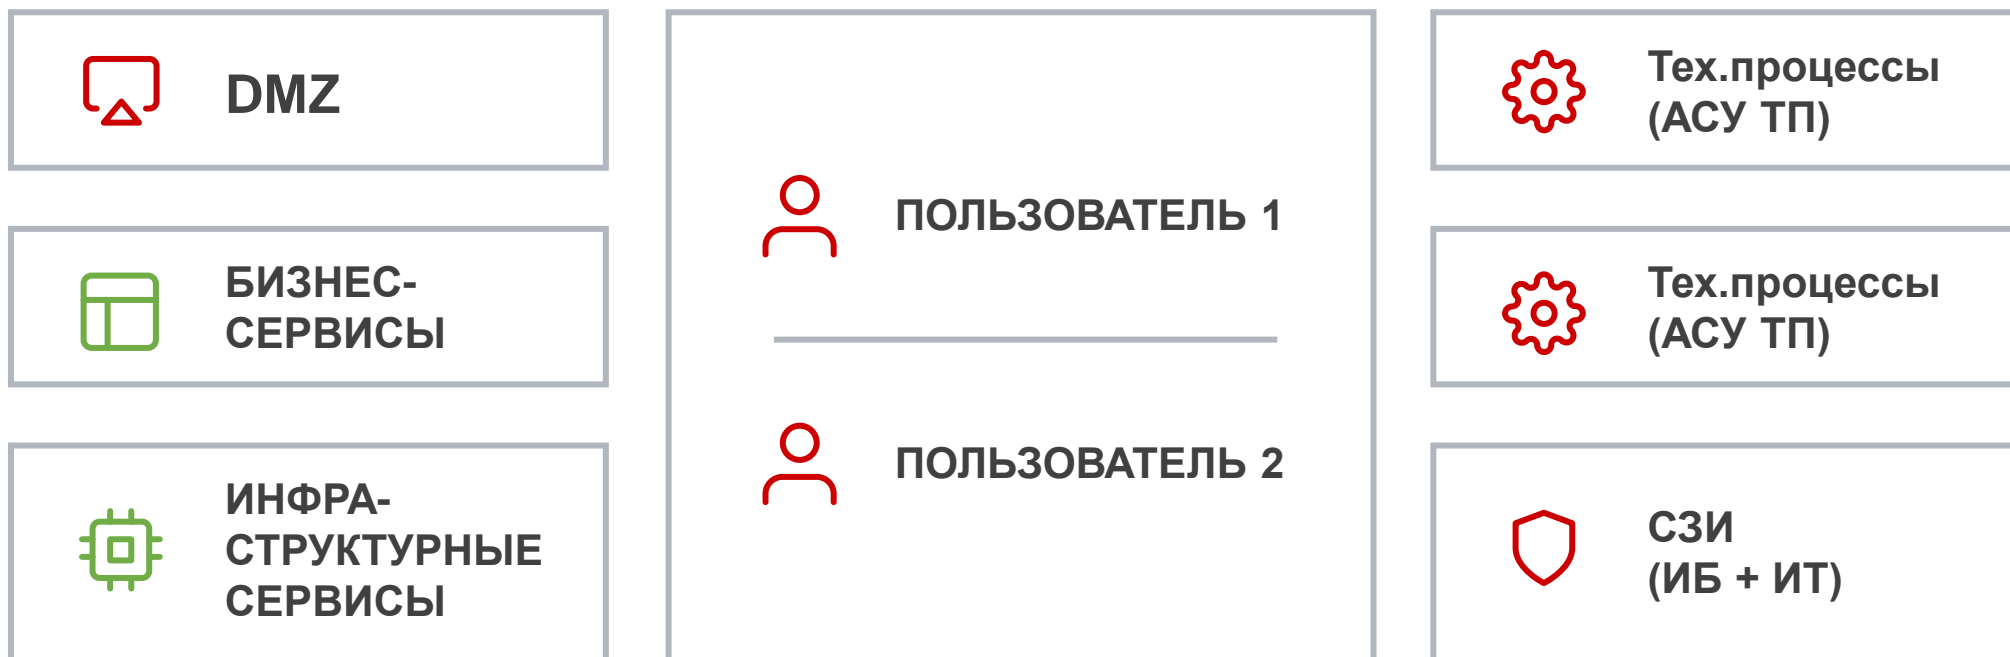 DMZ
БИЗНЕС-
СЕРВИСЫ
ИНФРА-
СТРУКТУРНЫЕ
СЕРВИСЫ
ПОЛЬЗОВАТЕЛЬ 1
ПОЛЬЗОВАТЕЛЬ 2
Тех.процессы
(АСУ ТП)
Тех.процессы
(АСУ ТП)
СЗИ
(ИБ + ИТ)